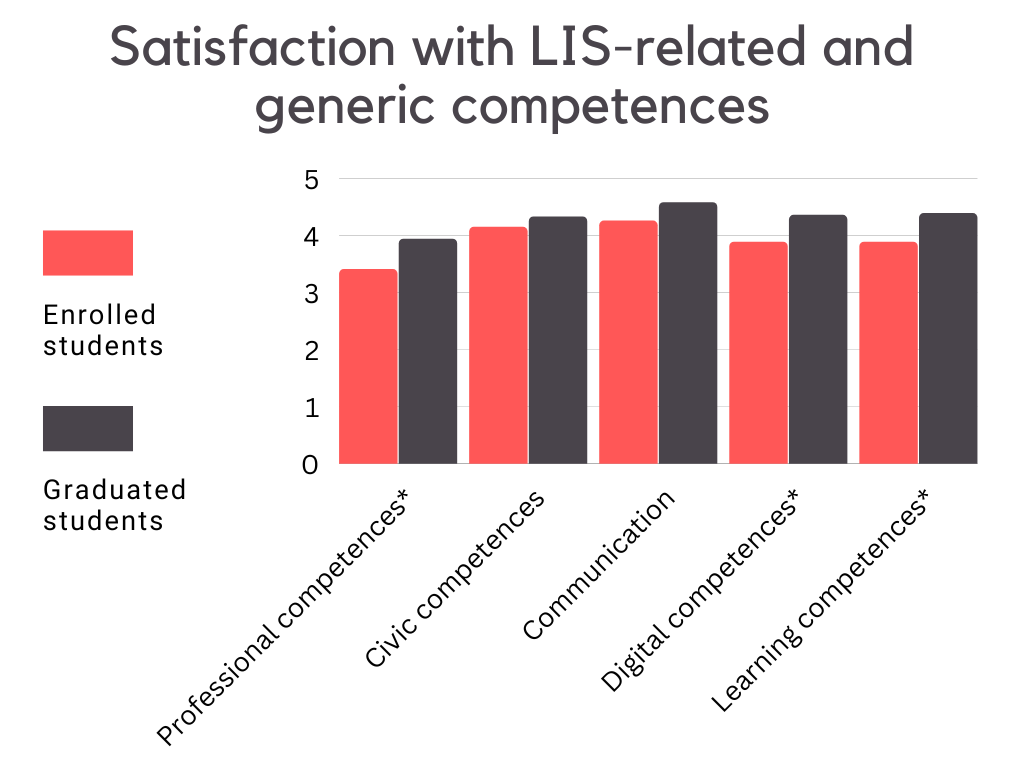 Satisfaction with LIS-related and
generic competences
Enrolled
students
Graduated
students
5
4
3
2
1
0
Professional competences*
Civic competences
Communication
Digital competences*
Learning competences*